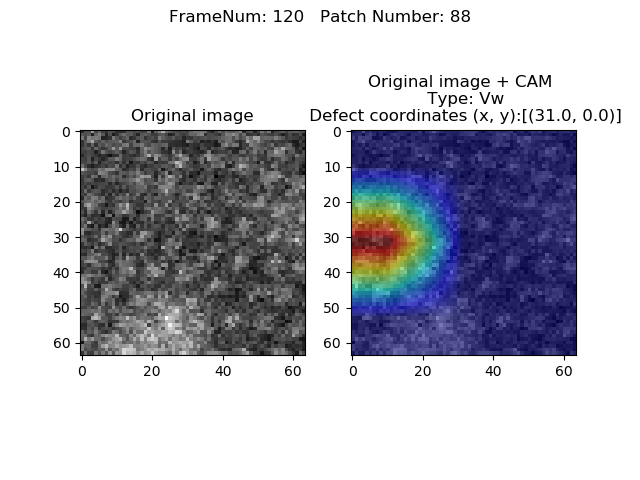 FrameNum: 120   Patch Number: 88
Original image + CAM
Type: Vw
Original image
Defect coordinates (x, y):[(31.0, 0.0)]
0
10
20
30
40
50
60
0 20 40 60
0
10
20
30
40
50
60
0 20 40 60